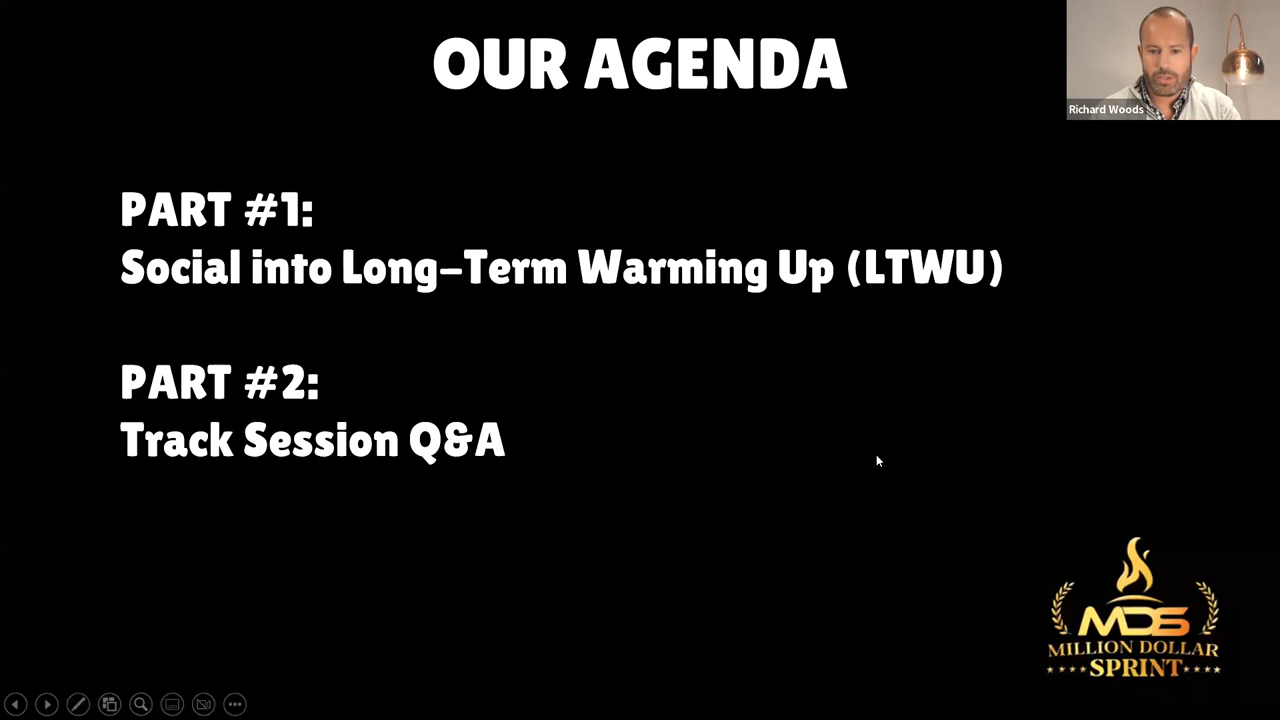 OUR AGENDA
Richard Woods
PART #1:
Social into Long-Term Warming Up (LTWU)
PART #2:
Track Session Q&A
MDS
MILLION DOLLAR
SPRINT